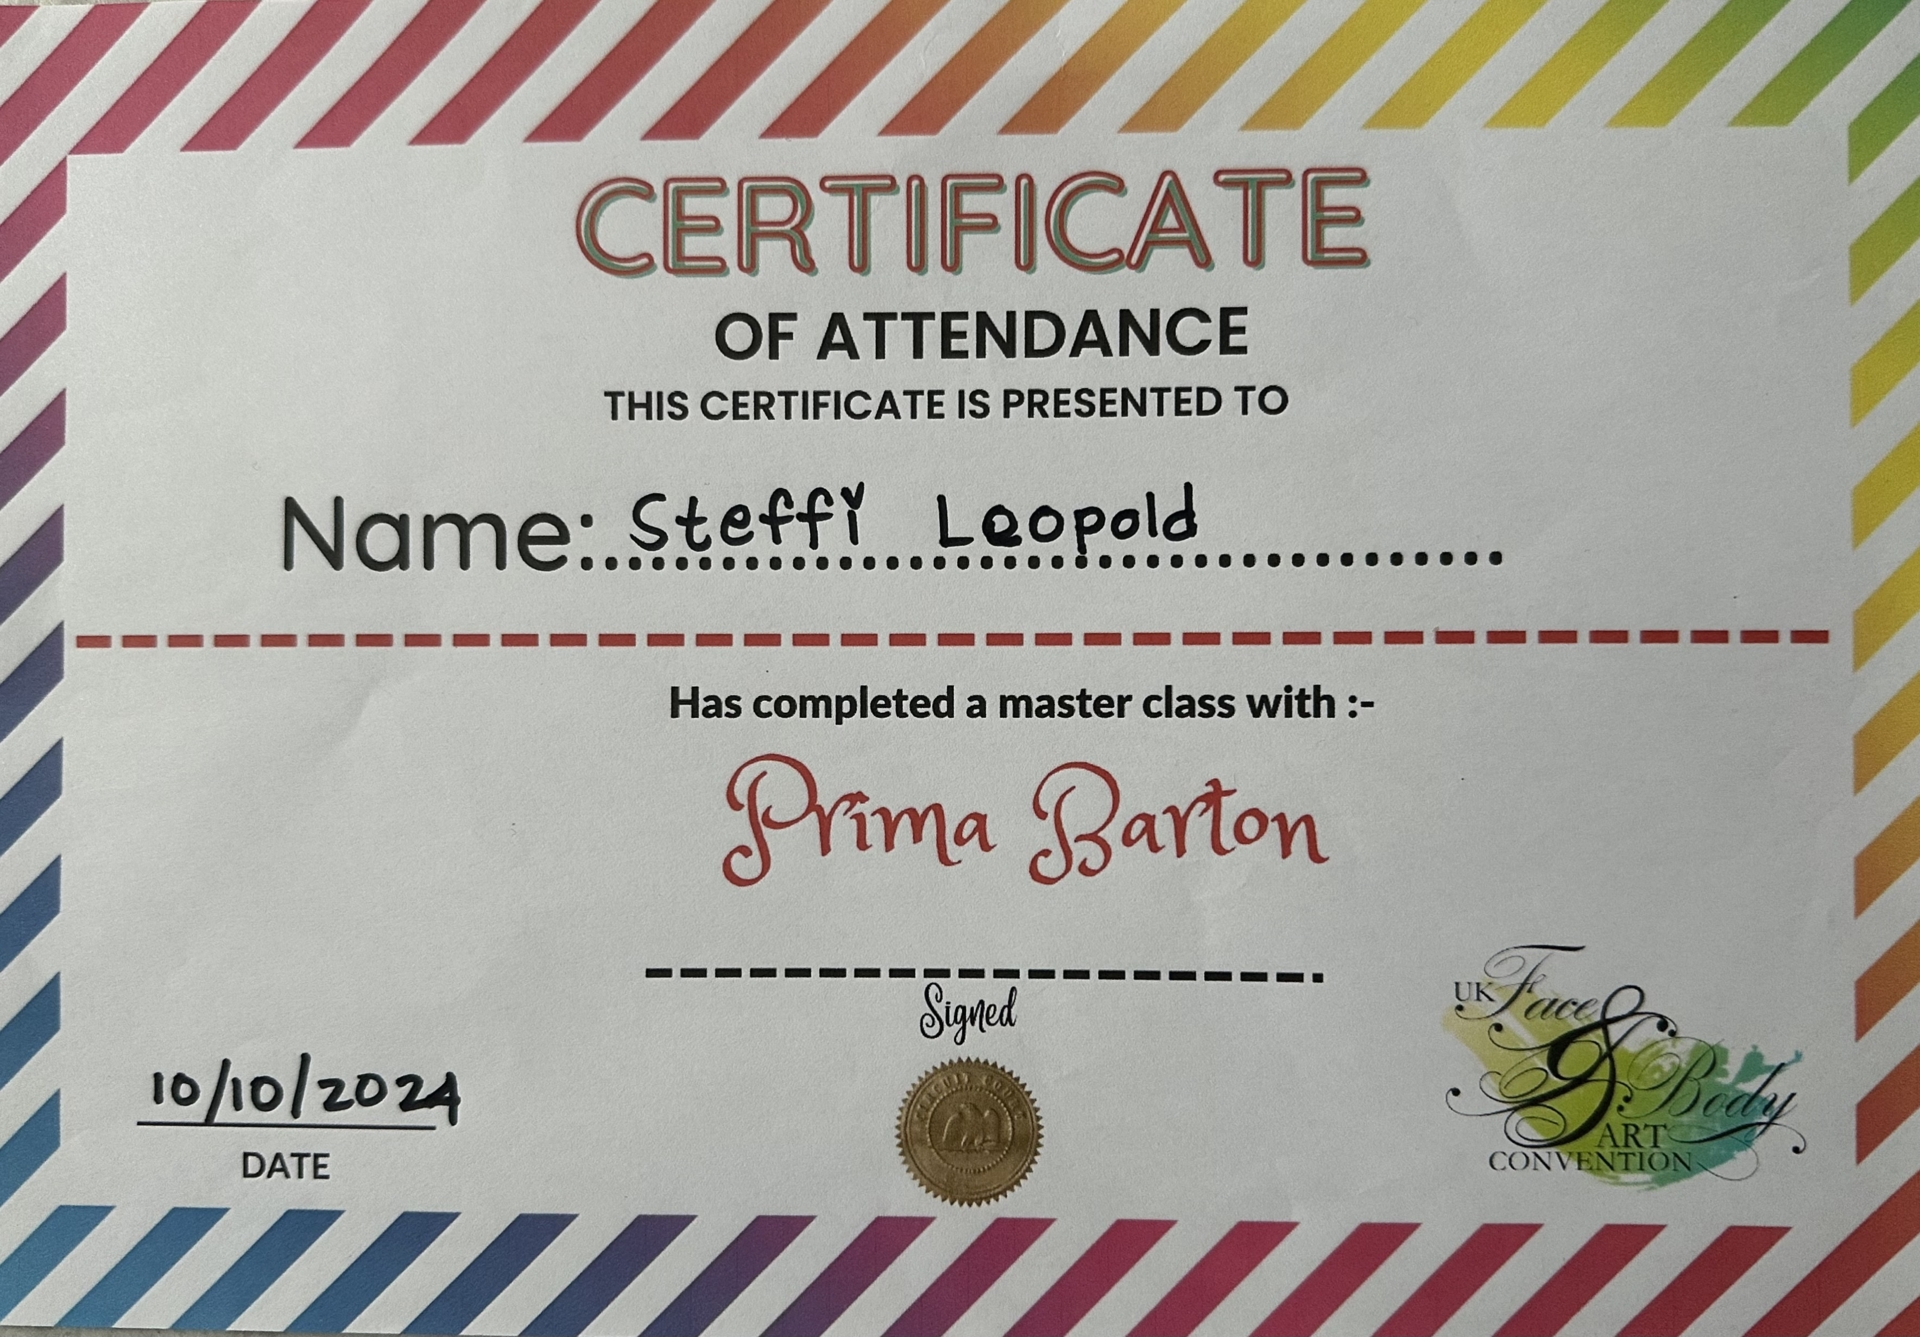 CERTIFICATE
OF ATTENDANCE
THIS CERTIFICATE IS PRESENTED TO
Name: Steffi Leopold
Has completed a master class with :-
Prima Barton
Signed
10/10/2024
DATE
UK Face & Body
ART
CONVENTION